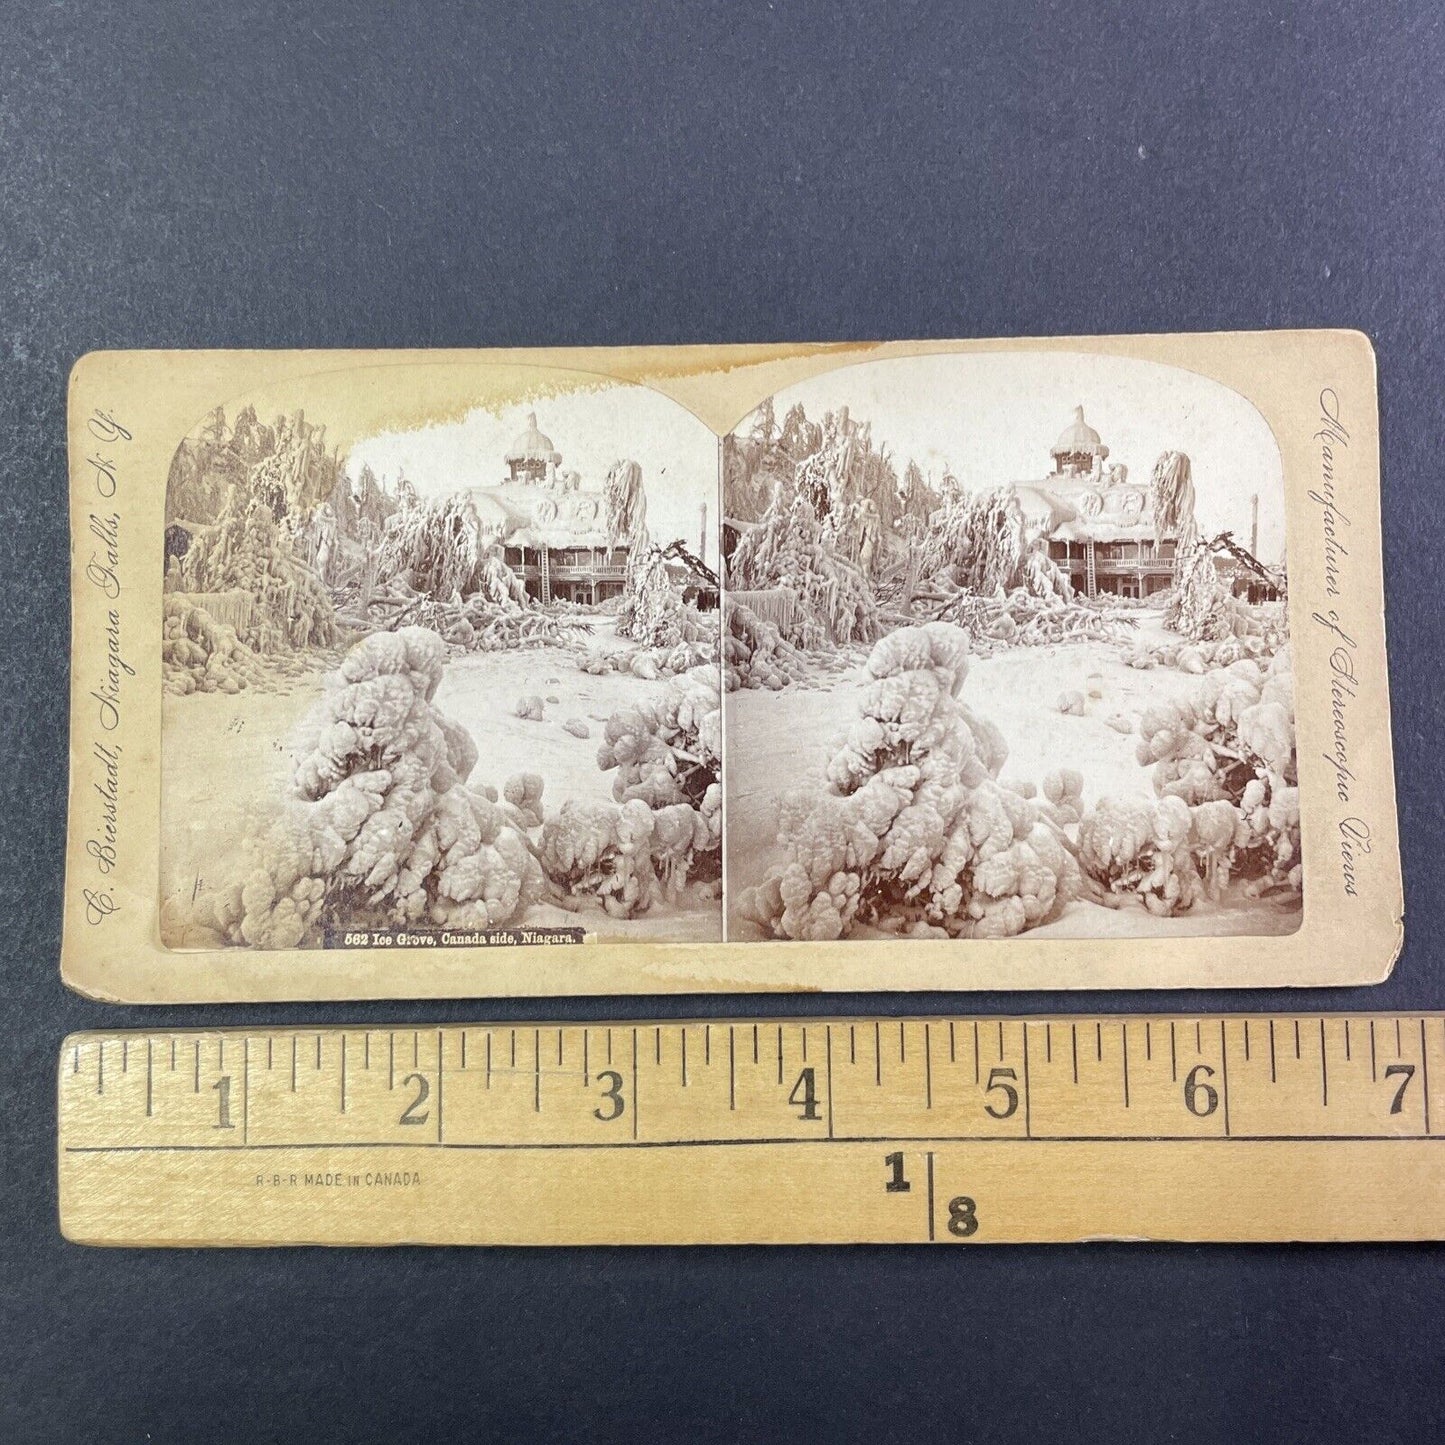 C. Bierstadt, Niagara Falls, N. Y.
Manufacturer of Stereoscopic Views
562 Ice Grove, Canada side, Niagara.
1 2 3 4 5 6 7
R-B-R MADE IN CANADA
1
8